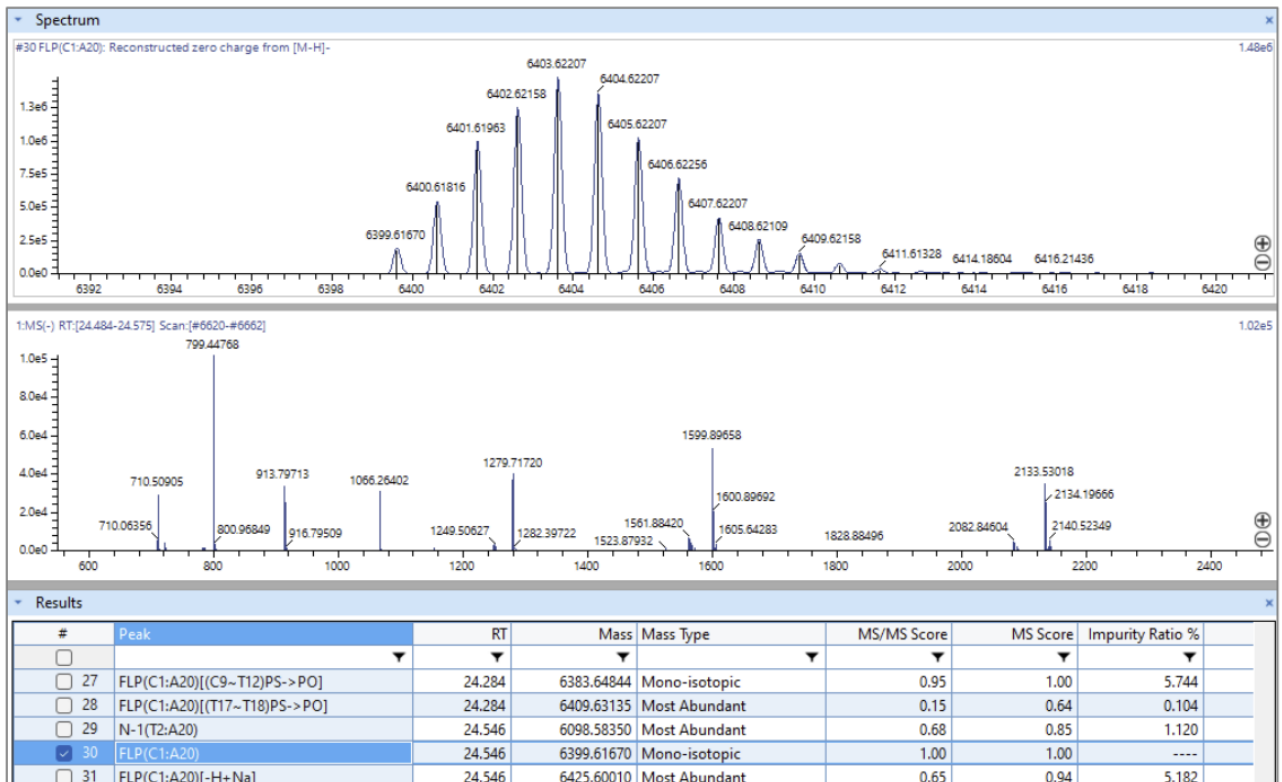 Spectrum
#30 FLP(C1:A20): Reconstructed zero charge from [M-H]-
1.48e6
6403.62207
6404.62207
6402.62158
6401.61963
6405.62207
6406.62256
6400.61816
6407.62207
6408.62109
6399.61670
6409.62158
6411.61328
6414.18604
6416.21436
1.3e6
1.0e6
7.5e5
5.0e5
2.5e5
0.0e0
6392 6394 6396 6398 6400 6402 6404 6406 6408 6410 6412 6414 6416 6418 6420
1:MS(-) RT:[24.484-24.575] Scan:[#6620-#6662]
1.02e5
799.44768
1599.89658
1279.71720
913.79713
710.50905
1066.26402
2133.53018
1600.89692
2134.19666
710.06356
800.96849
916.79509
1249.50627
1282.39722
1561.88420
1523.87932
1605.64283
1828.88496
2082.84604
2140.52349
1.0e5
8.0e4
6.0e4
4.0e4
2.0e4
0.0e0
600 800 1000 1200 1400 1600 1800 2000 2200 2400
Results
# Peak RT Mass Mass Type MS/MS Score MS Score Impurity Ratio %
27 FLP(C1:A20)[(C9~T12)PS->PO] 24.284 6383.64844 Mono-isotopic 0.95 1.00 5.744
28 FLP(C1:A20)[(T17~T18)PS->PO] 24.284 6409.63135 Most Abundant 0.15 0.64 0.104
29 N-1(T2:A20) 24.546 6098.58350 Most Abundant 0.68 0.85 1.120
30 FLP(C1:A20) 24.546 6399.61670 Mono-isotopic 1.00 1.00 ----
31 FLP(C1:A20)[-H+Na] 24.546 6425.60010 Most Abundant 0.65 0.94 5.182